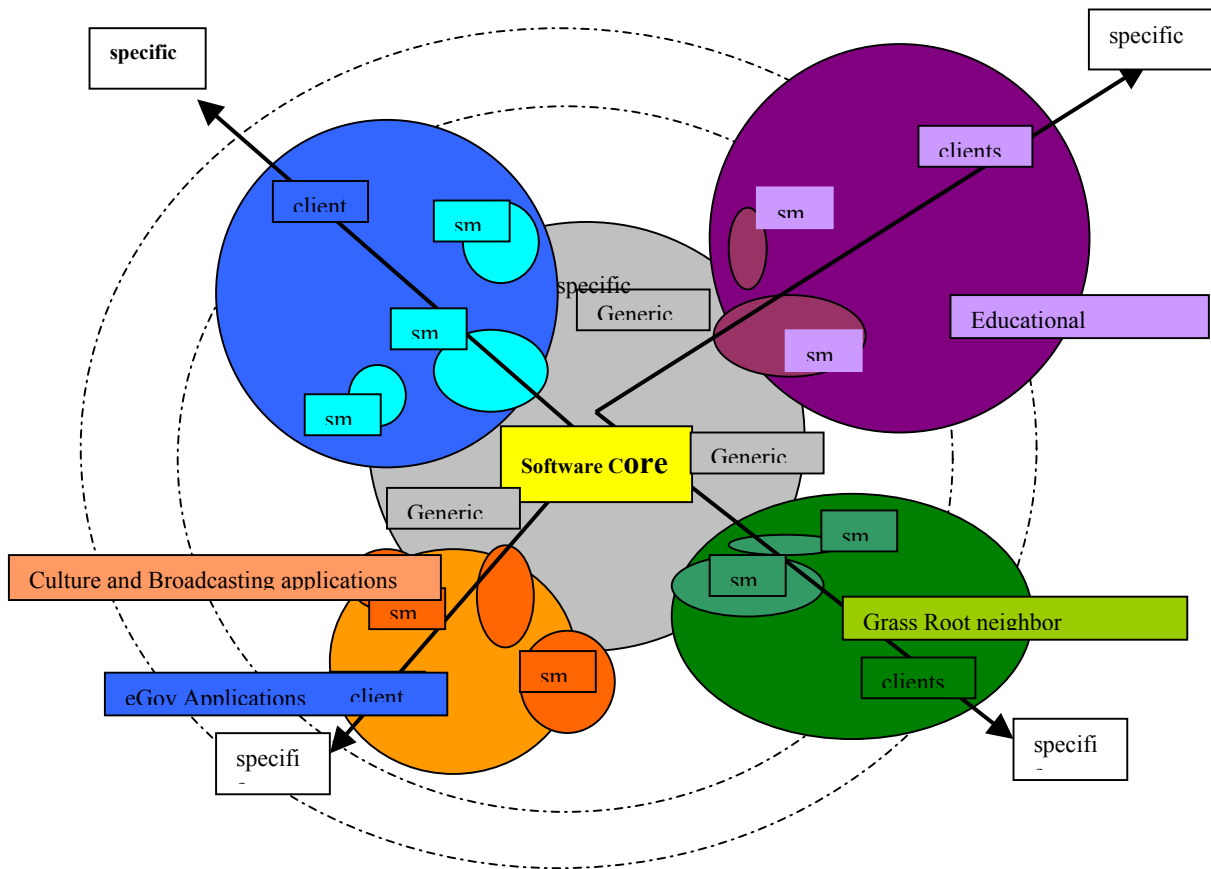 specific
specific
clients
client
sm
sm
specific
Generic
Educational
sm
sm
sm
Software Core
Generic
Generic
sm
Culture and Broadcasting applications
sm
sm
Grass Root neighbor
sm
clients
eGov Applications
client
specifi
specifi